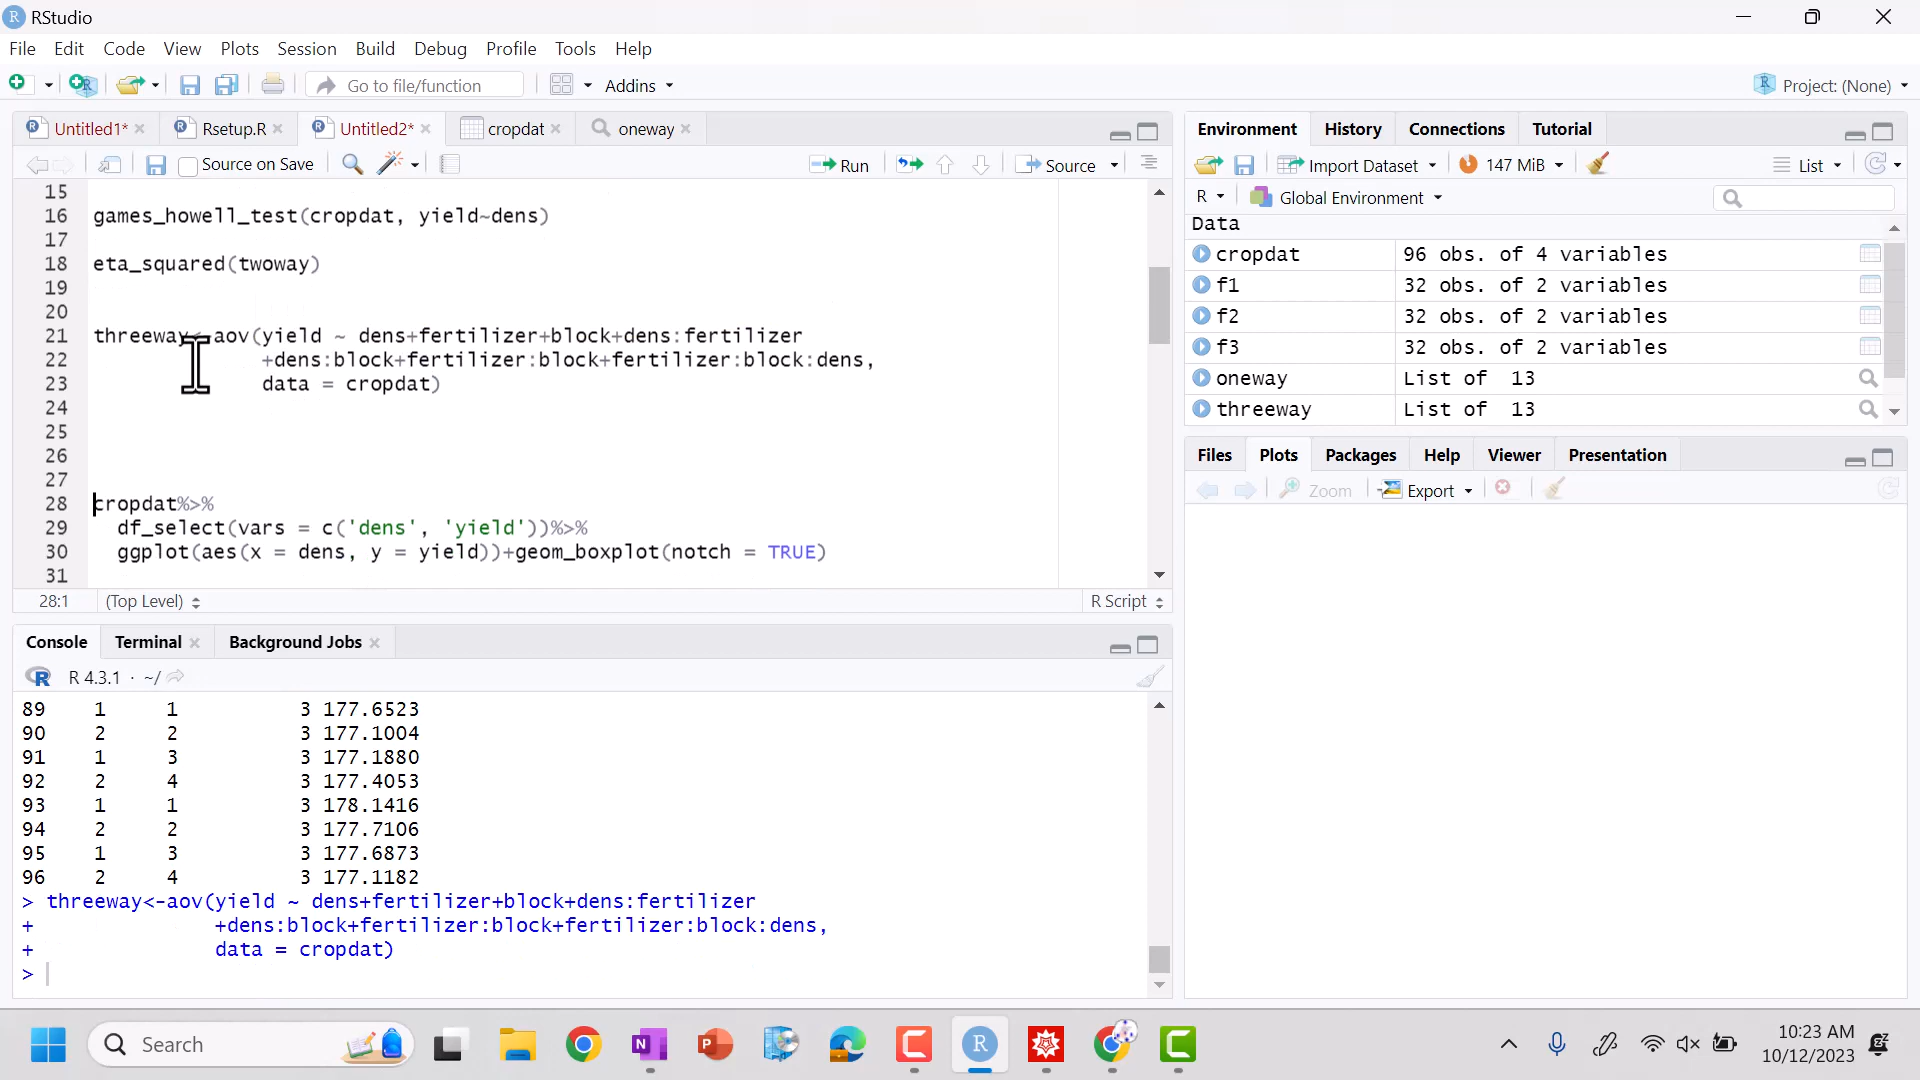 RStudio
File Edit Code View Plots Session Build Debug Profile Tools Help
Go to file/function Addins Project: (None)
Untitled1* Rsetup.R Untitled2* cropdat oneway
Source on Save Run Source
15
16 games_howell_test(cropdat, yield~dens)
17
18 eta_squared(twoway)
19
20
21 threeway<-aov(yield ~ dens+fertilizer+block+dens:fertilizer
22 +dens:block+fertilizer:block+fertilizer:block:dens,
23 data = cropdat)
24
25
26
27
28 cropdat%>%
29 df_select(vars = c('dens', 'yield'))%>%
30 ggplot(aes(x = dens, y = yield))+geom_boxplot(notch = TRUE)
31
28:1 (Top Level) R Script
Console Terminal Background Jobs
R 4.3.1 · ~/
89 1 1 3 177.6523
90 2 2 3 177.1004
91 1 3 3 177.1880
92 2 4 3 177.4053
93 1 1 3 178.1416
94 2 2 3 177.7106
95 1 3 3 177.6873
96 2 4 3 177.1182
> threeway<-aov(yield ~ dens+fertilizer+block+dens:fertilizer
+ +dens:block+fertilizer:block+fertilizer:block:dens,
+ data = cropdat)
>
Environment History Connections Tutorial
Import Dataset 147 MiB List
R Global Environment
Data
cropdat 96 obs. of 4 variables
f1 32 obs. of 2 variables
f2 32 obs. of 2 variables
f3 32 obs. of 2 variables
oneway List of 13
threeway List of 13
Files Plots Packages Help Viewer Presentation
Zoom Export
Search
10:23 AM
10/12/2023